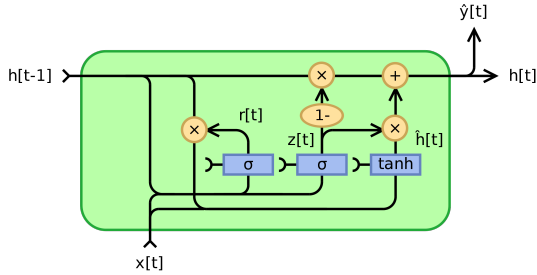 ŷ[t]
h[t-1]
×
+
h[t]
1-
r[t]
×
z[t]
×
ĥ[t]
σ
σ
tanh
x[t]